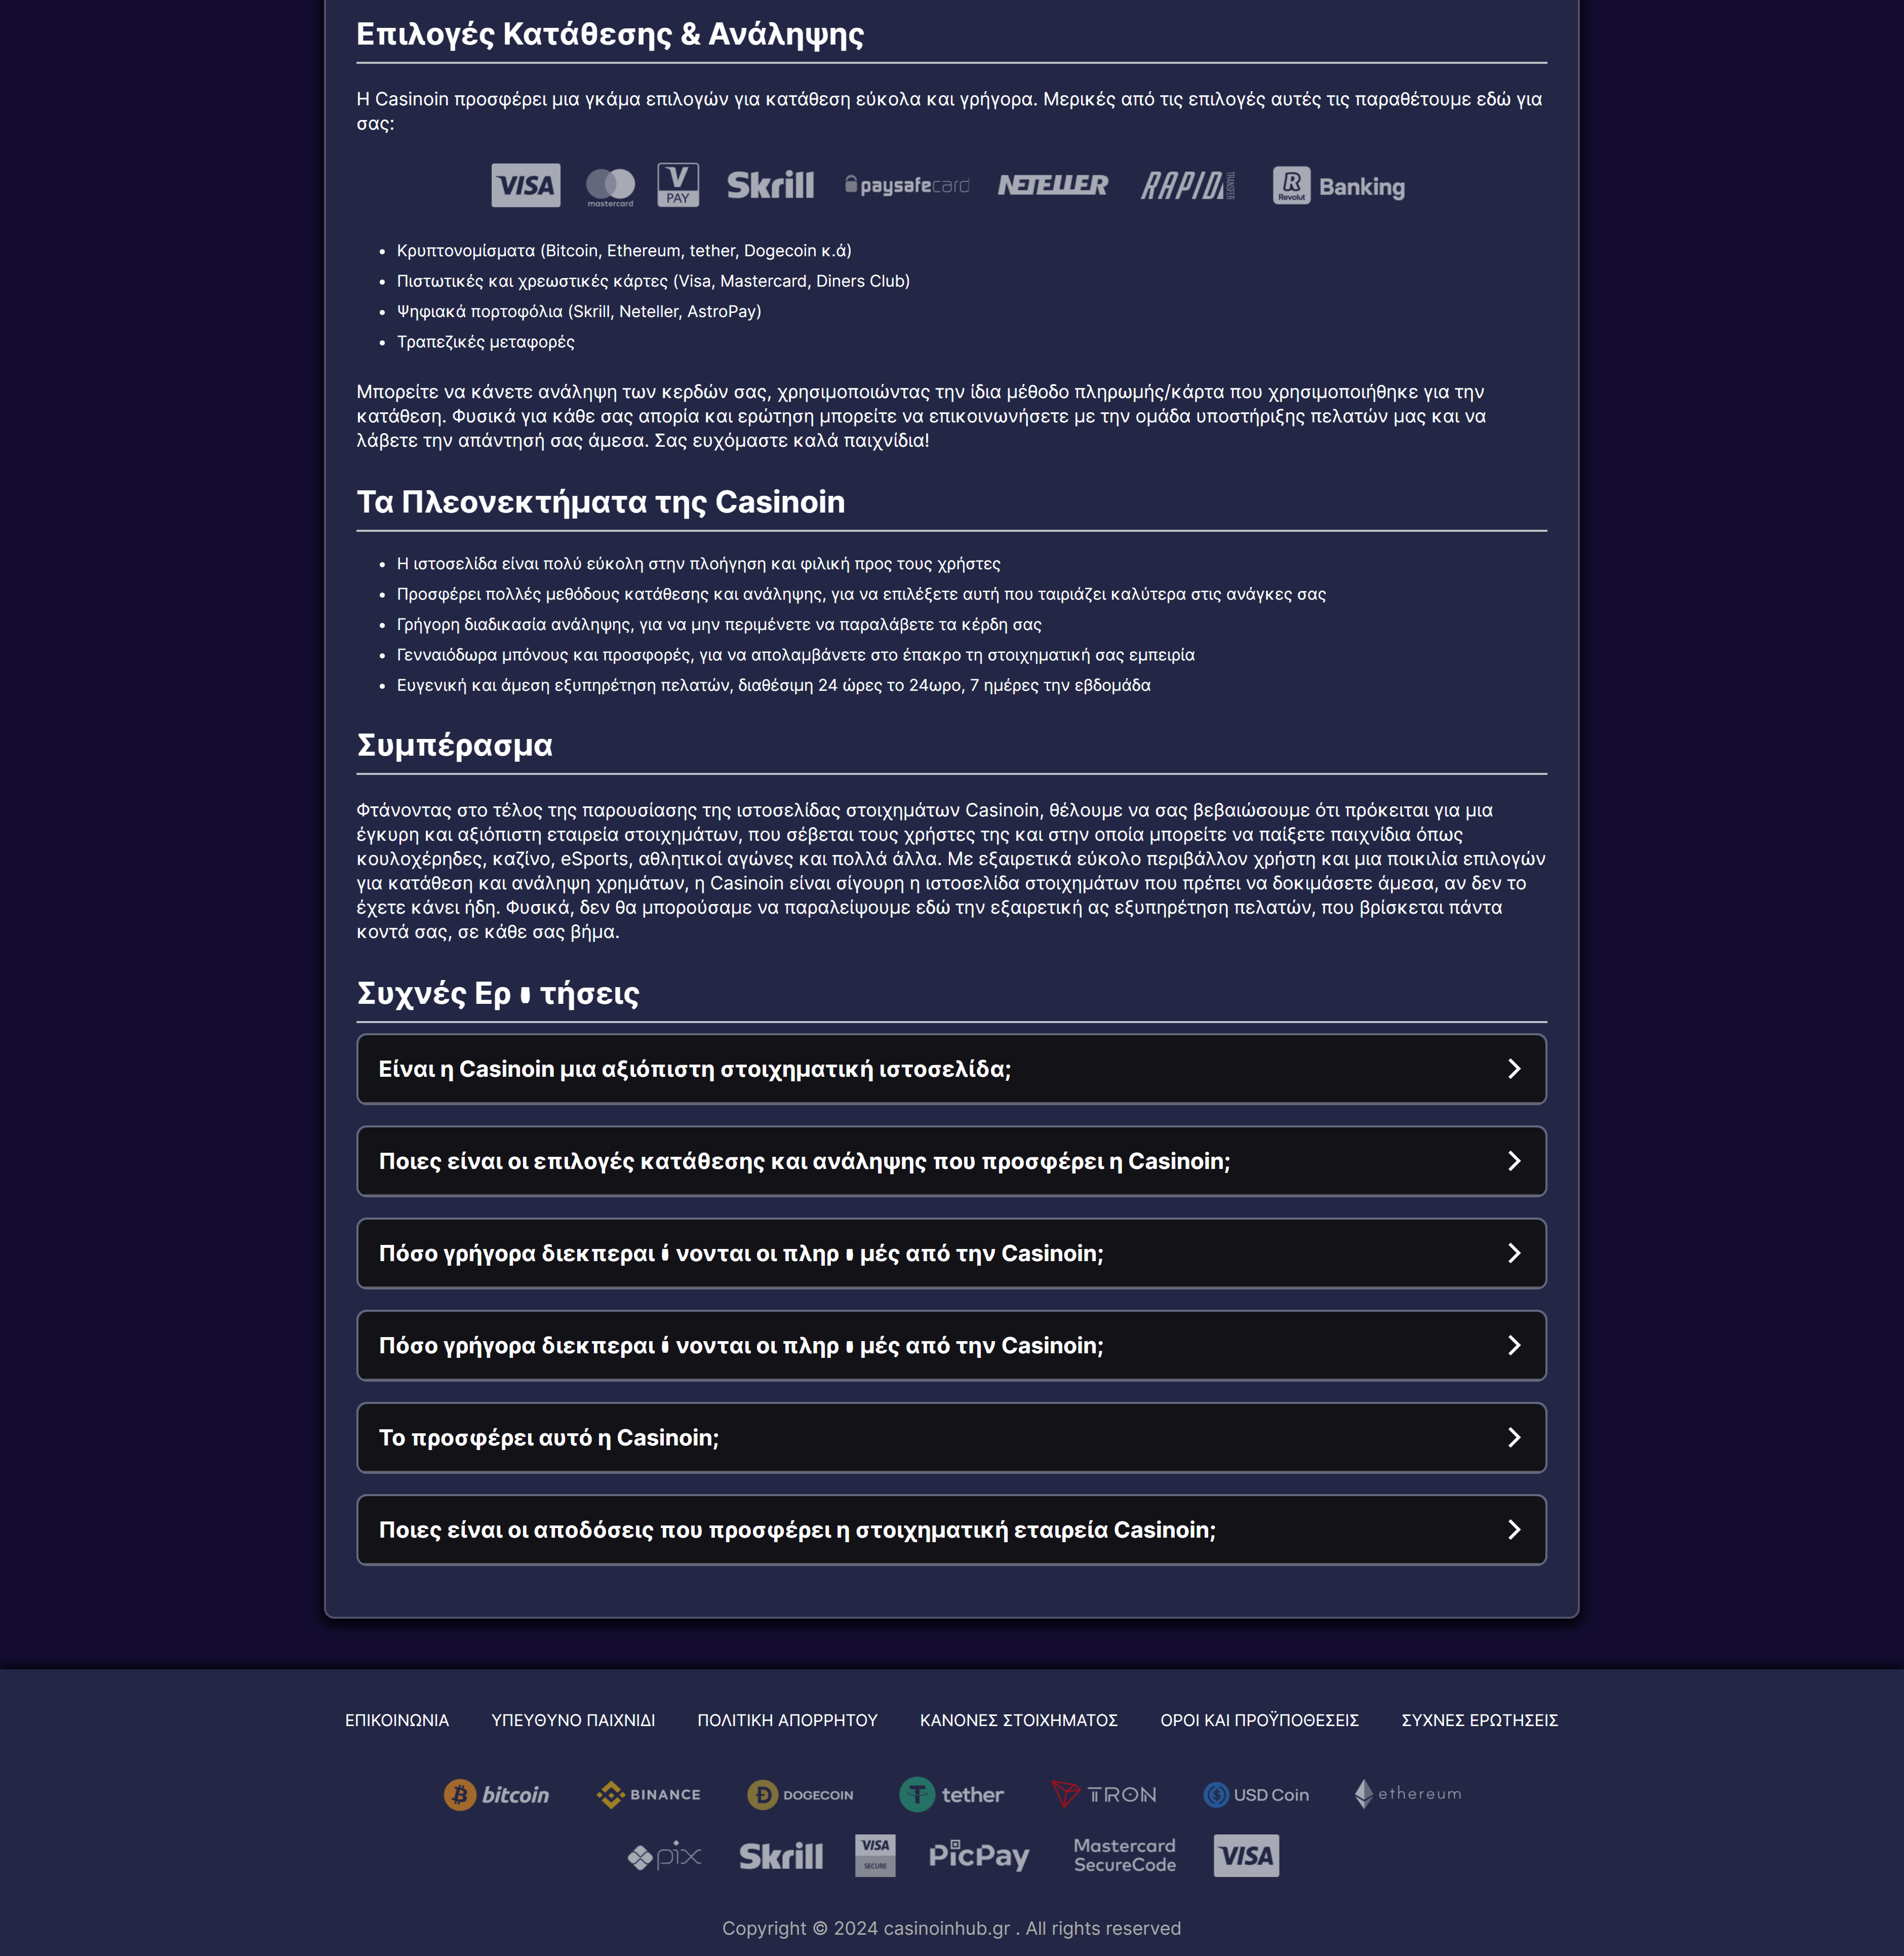 Επιλογές Κατάθεσης & Ανάληψης
Η Casinoin προσφέρει μια γκάμα επιλογών για κατάθεση εύκολα και γρήγορα. Μερικές από τις επιλογές αυτές τις παραθέτουμε εδώ για
σας:
VISA mastercard V PAY Skrill paysafecard NETELLER RAPID TRANSFER R Revolut Banking
• Κρυπτονομίσματα (Bitcoin, Ethereum, tether, Dogecoin κ.ά)
• Πιστωτικές και χρεωστικές κάρτες (Visa, Mastercard, Diners Club)
• Ψηφιακά πορτοφόλια (Skrill, Neteller, AstroPay)
• Τραπεζικές μεταφορές
Μπορείτε να κάνετε ανάληψη των κερδών σας, χρησιμοποιώντας την ίδια μέθοδο πληρωμής/κάρτα που χρησιμοποιήθηκε για την
κατάθεση. Φυσικά για κάθε σας απορία και ερώτηση μπορείτε να επικοινωνήσετε με την ομάδα υποστήριξης πελατών μας και να
λάβετε την απάντησή σας άμεσα. Σας ευχόμαστε καλά παιχνίδια!
Τα Πλεονεκτήματα της Casinoin
• Η ιστοσελίδα είναι πολύ εύκολη στην πλοήγηση και φιλική προς τους χρήστες
• Προσφέρει πολλές μεθόδους κατάθεσης και ανάληψης, για να επιλέξετε αυτή που ταιριάζει καλύτερα στις ανάγκες σας
• Γρήγορη διαδικασία ανάληψης, για να μην περιμένετε να παραλάβετε τα κέρδη σας
• Γενναιόδωρα μπόνους και προσφορές, για να απολαμβάνετε στο έπακρο τη στοιχηματική σας εμπειρία
• Ευγενική και άμεση εξυπηρέτηση πελατών, διαθέσιμη 24 ώρες το 24ωρο, 7 ημέρες την εβδομάδα
Συμπέρασμα
Φτάνοντας στο τέλος της παρουσίασης της ιστοσελίδας στοιχημάτων Casinoin, θέλουμε να σας βεβαιώσουμε ότι πρόκειται για μια
έγκυρη και αξιόπιστη εταιρεία στοιχημάτων, που σέβεται τους χρήστες της και στην οποία μπορείτε να παίξετε παιχνίδια όπως
κουλοχέρηδες, καζίνο, eSports, αθλητικοί αγώνες και πολλά άλλα. Με εξαιρετικά εύκολο περιβάλλον χρήστη και μια ποικιλία επιλογών
για κατάθεση και ανάληψη χρημάτων, η Casinoin είναι σίγουρη η ιστοσελίδα στοιχημάτων που πρέπει να δοκιμάσετε άμεσα, αν δεν το
έχετε κάνει ήδη. Φυσικά, δεν θα μπορούσαμε να παραλείψουμε εδώ την εξαιρετική ας εξυπηρέτηση πελατών, που βρίσκεται πάντα
κοντά σας, σε κάθε σας βήμα.
Συχνές Ερωτήσεις
Είναι η Casinoin μια αξιόπιστη στοιχηματική ιστοσελίδα;
Ποιες είναι οι επιλογές κατάθεσης και ανάληψης που προσφέρει η Casinoin;
Πόσο γρήγορα διεκπεραιώνονται οι πληρωμές από την Casinoin;
Πόσο γρήγορα διεκπεραιώνονται οι πληρωμές από την Casinoin;
Το προσφέρει αυτό η Casinoin;
Ποιες είναι οι αποδόσεις που προσφέρει η στοιχηματική εταιρεία Casinoin;
ΕΠΙΚΟΙΝΩΝΙΑ ΥΠΕΥΘΥΝΟ ΠΑΙΧΝΙΔΙ ΠΟΛΙΤΙΚΗ ΑΠΟΡΡΗΤΟΥ ΚΑΝΟΝΕΣ ΣΤΟΙΧΗΜΑΤΟΣ ΟΡΟΙ ΚΑΙ ΠΡΟΫΠΟΘΕΣΕΙΣ ΣΥΧΝΕΣ ΕΡΩΤΗΣΕΙΣ
bitcoin BINANCE DOGECOIN tether TRON USD Coin ethereum
pix Skrill VISA SECURE PicPay Mastercard SecureCode VISA
Copyright © 2024 casinoinhub.gr . All rights reserved